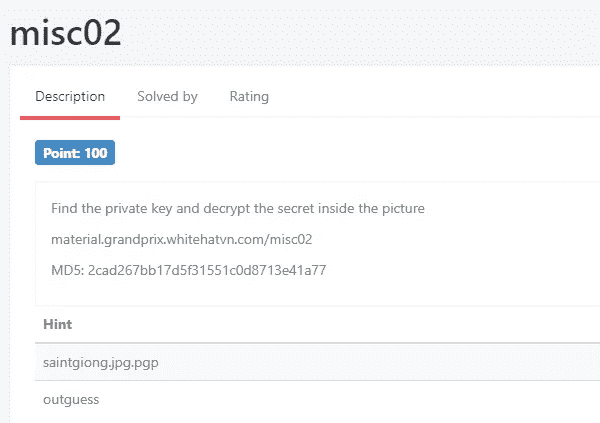 misc02
Description Solved by Rating
Point: 100
Find the private key and decrypt the secret inside the picture
material.grandprix.whitehatvn.com/misc02
MD5: 2cad267bb17d5f31551c0d8713e41a77
Hint
saintgiong.jpg.pgp
outguess